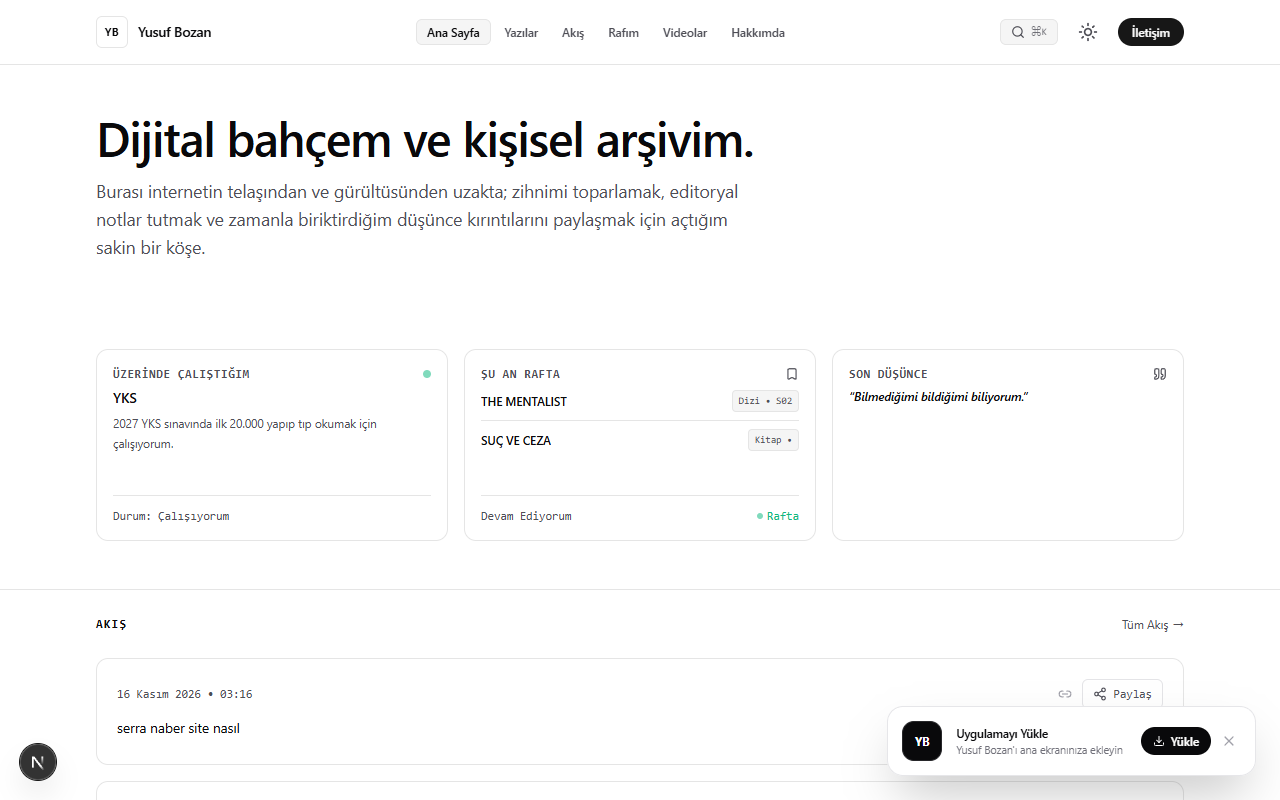 YB
Yusuf Bozan
Ana Sayfa
Yazılar
Akış
Rafım
Videolar
Hakkımda
⌘K
İletişim
Dijital bahçem ve kişisel arşivim.
Burası internetin telaşından ve gürültüsünden uzakta; zihnimi toparlamak, editoryal
notlar tutmak ve zamanla biriktirdiğim düşünce kırıntılarını paylaşmak için açtığım
sakin bir köşe.
ÜZERİNDE ÇALIŞTIĞIM
YKS
2027 YKS sınavında ilk 20.000 yapıp tıp okumak için
çalışıyorum.
Durum: Çalışıyorum
ŞU AN RAFTA
THE MENTALIST
Dizi • S02
SUÇ VE CEZA
Kitap •
Devam Ediyorum
Rafta
SON DÜŞÜNCE
“Bilmediğimi bildiğimi biliyorum.”
AKIŞ
Tüm Akış →
16 Kasım 2026 • 03:16
Paylaş
serra naber site nasıl
YB
Uygulamayı Yükle
Yusuf Bozan'ı ana ekranınıza ekleyin
Yükle
N